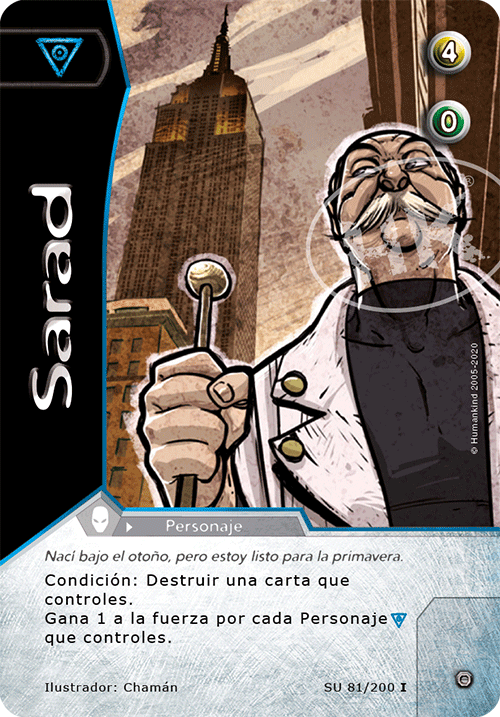 4
0
Sarad
®
© Humankind 2005-2020
Personaje
Nací bajo el otoño, pero estoy listo para la primavera.
Condición: Destruir una carta que
controles.
Gana 1 a la fuerza por cada Personaje
que controles.
Ilustrador: Chamán
SU 81/200 I